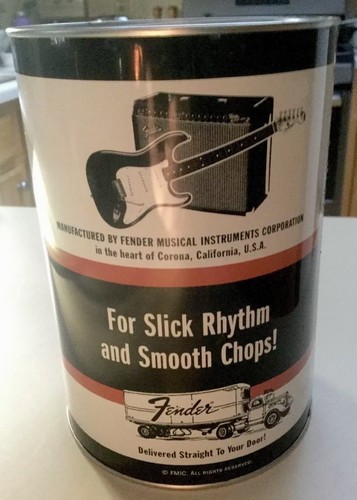 MANUFACTURED BY FENDER MUSICAL INSTRUMENTS CORPORATION
in the heart of Corona, California, U.S.A.
For Slick Rhythm
and Smooth Chops!
Fender
Delivered Straight To Your Door!
© FMIC. ALL RIGHTS RESERVED.